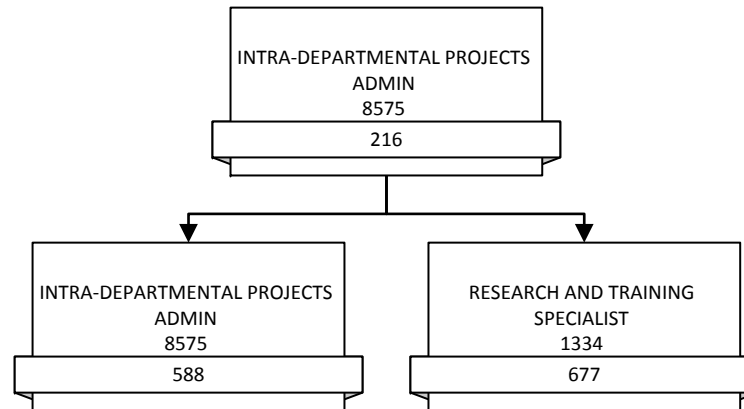 INTRA-DEPARTMENTAL PROJECTS
ADMIN
8575
216
INTRA-DEPARTMENTAL PROJECTS
ADMIN
8575
588
RESEARCH AND TRAINING
SPECIALIST
1334
677